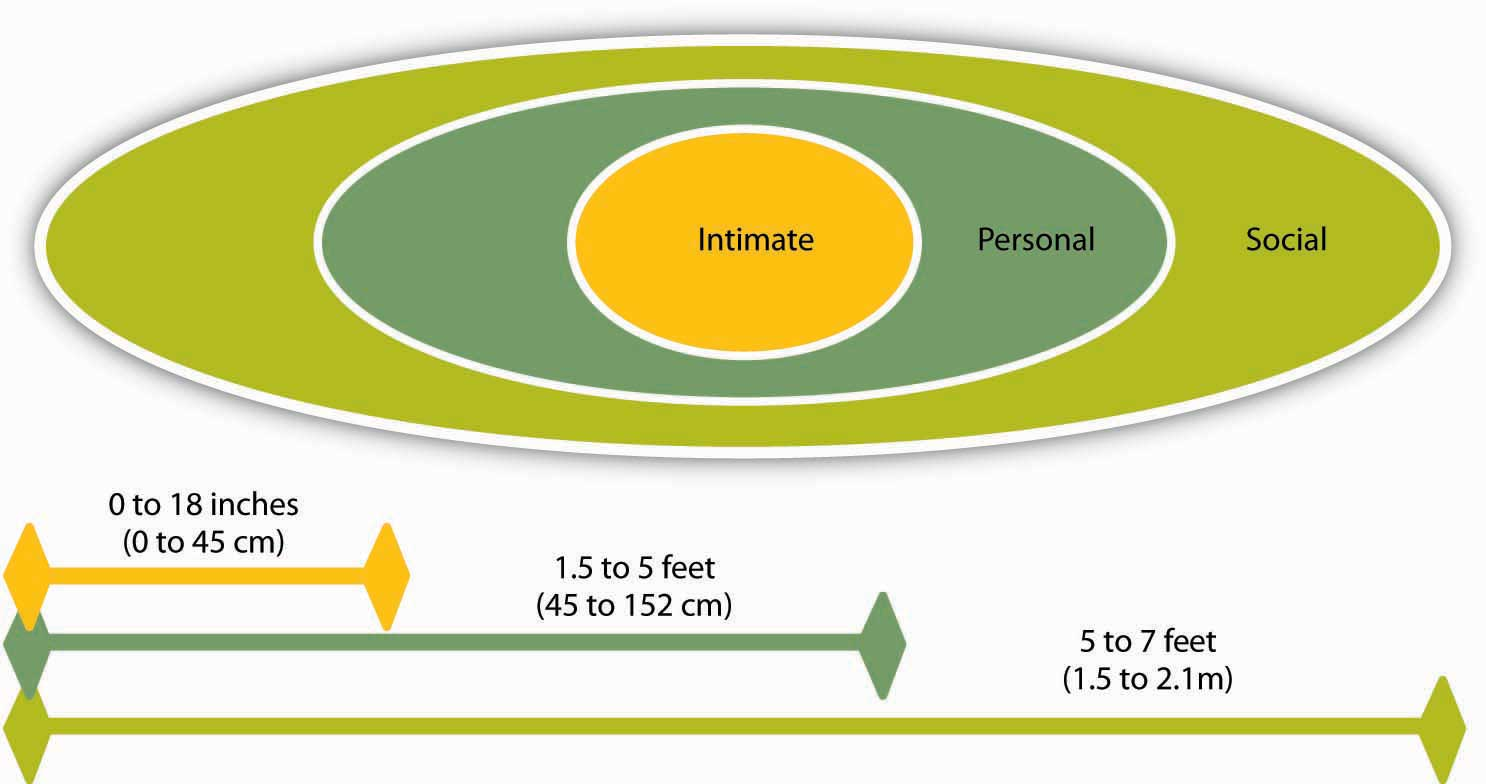 Intimate
Personal
Social
0 to 18 inches
(0 to 45 cm)
1.5 to 5 feet
(45 to 152 cm)
5 to 7 feet
(1.5 to 2.1m)